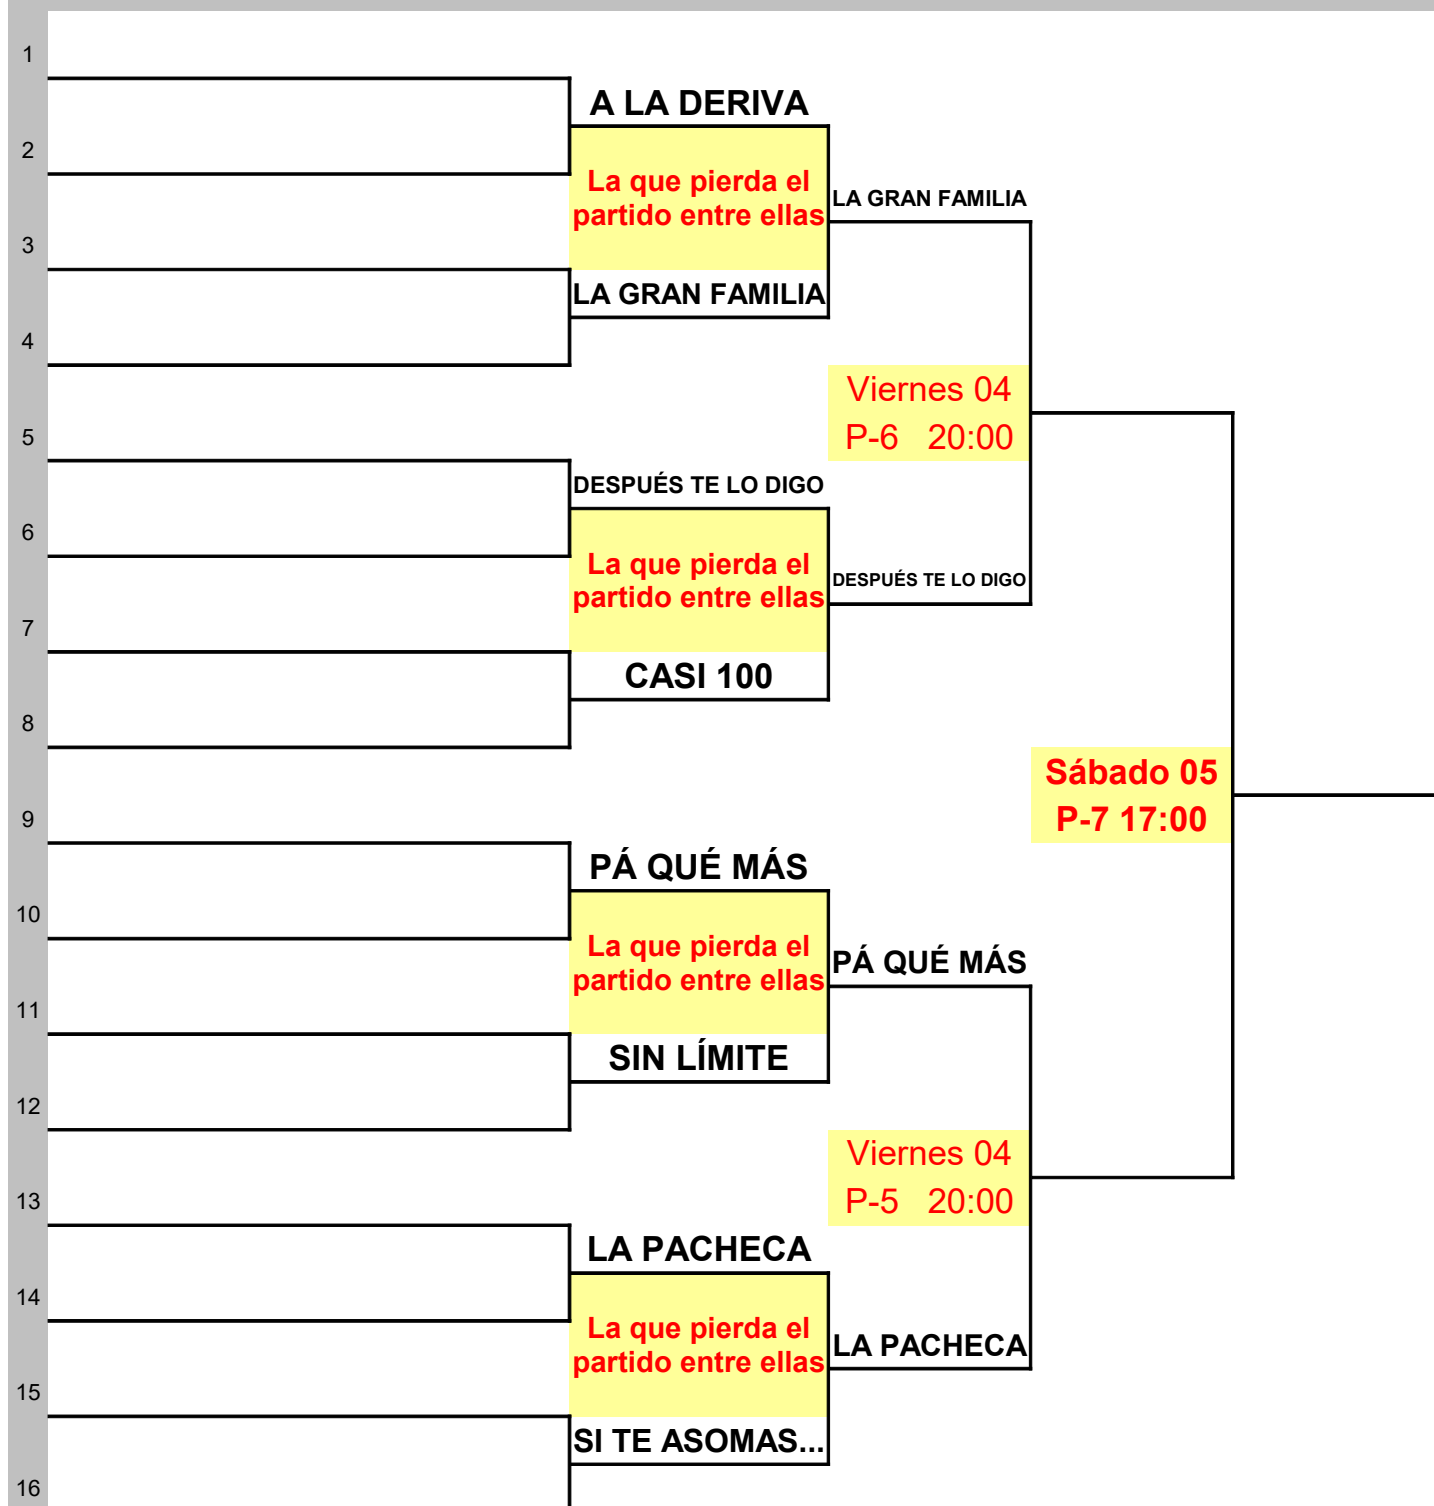 1
A LA DERIVA
2
La que pierda el
partido entre ellas
LA GRAN FAMILIA
3
LA GRAN FAMILIA
4
Viernes 04
P-6 20:00
5
DESPUÉS TE LO DIGO
6
La que pierda el
partido entre ellas
DESPUÉS TE LO DIGO
7
CASI 100
8
Sábado 05
P-7 17:00
9
PÁ QUÉ MÁS
10
La que pierda el
partido entre ellas
PÁ QUÉ MÁS
11
SIN LÍMITE
12
Viernes 04
P-5 20:00
13
LA PACHECA
14
La que pierda el
partido entre ellas
LA PACHECA
15
SI TE ASOMAS...
16